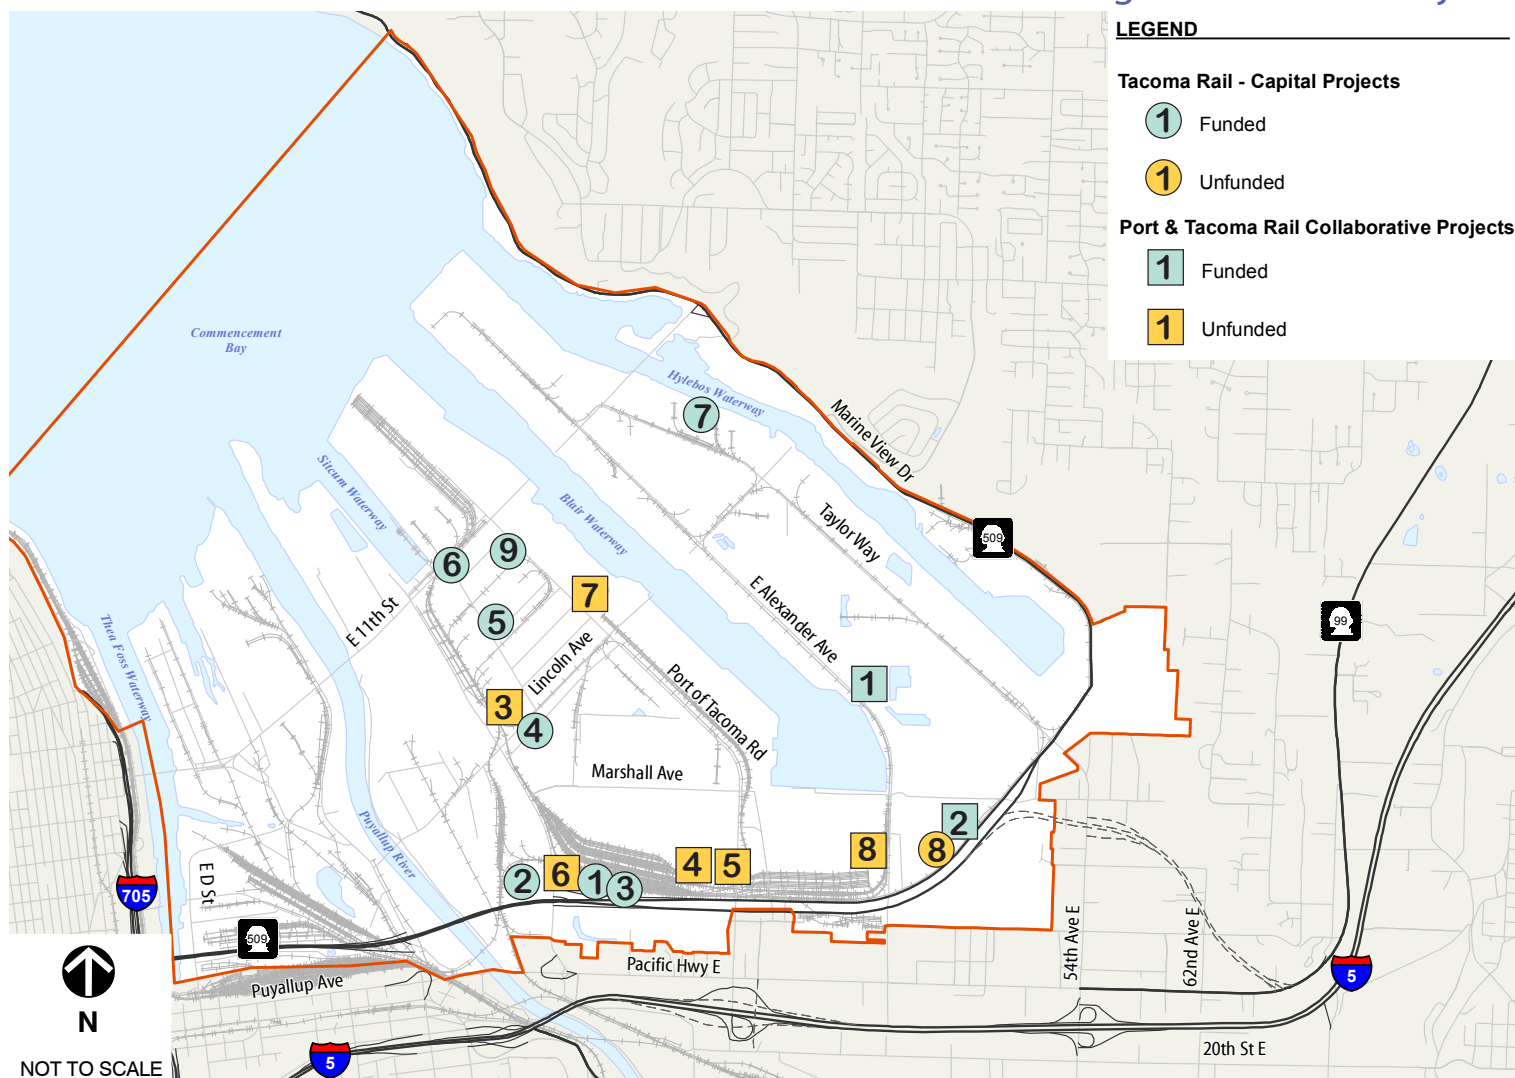 LEGEND
Tacoma Rail - Capital Projects
1 Funded
1 Unfunded
Port & Tacoma Rail Collaborative Projects
1 Funded
1 Unfunded
Commencement
Bay
Hylebos Waterway
7
Marine View Dr
Sitcum Waterway
Blair Waterway
Taylor Way
509
9
6
7
E Alexander Ave
5
E 11th St
99
Thea Foss Waterway
Lincoln Ave
Port of Tacoma Rd
1
3
4
Marshall Ave
Puyallup River
2
8
8
6
4
5
2
1
3
E D St
705
509
54th Ave E
62nd Ave E
Pacific Hwy E
Puyallup Ave
5
N
20th St E
5
NOT TO SCALE